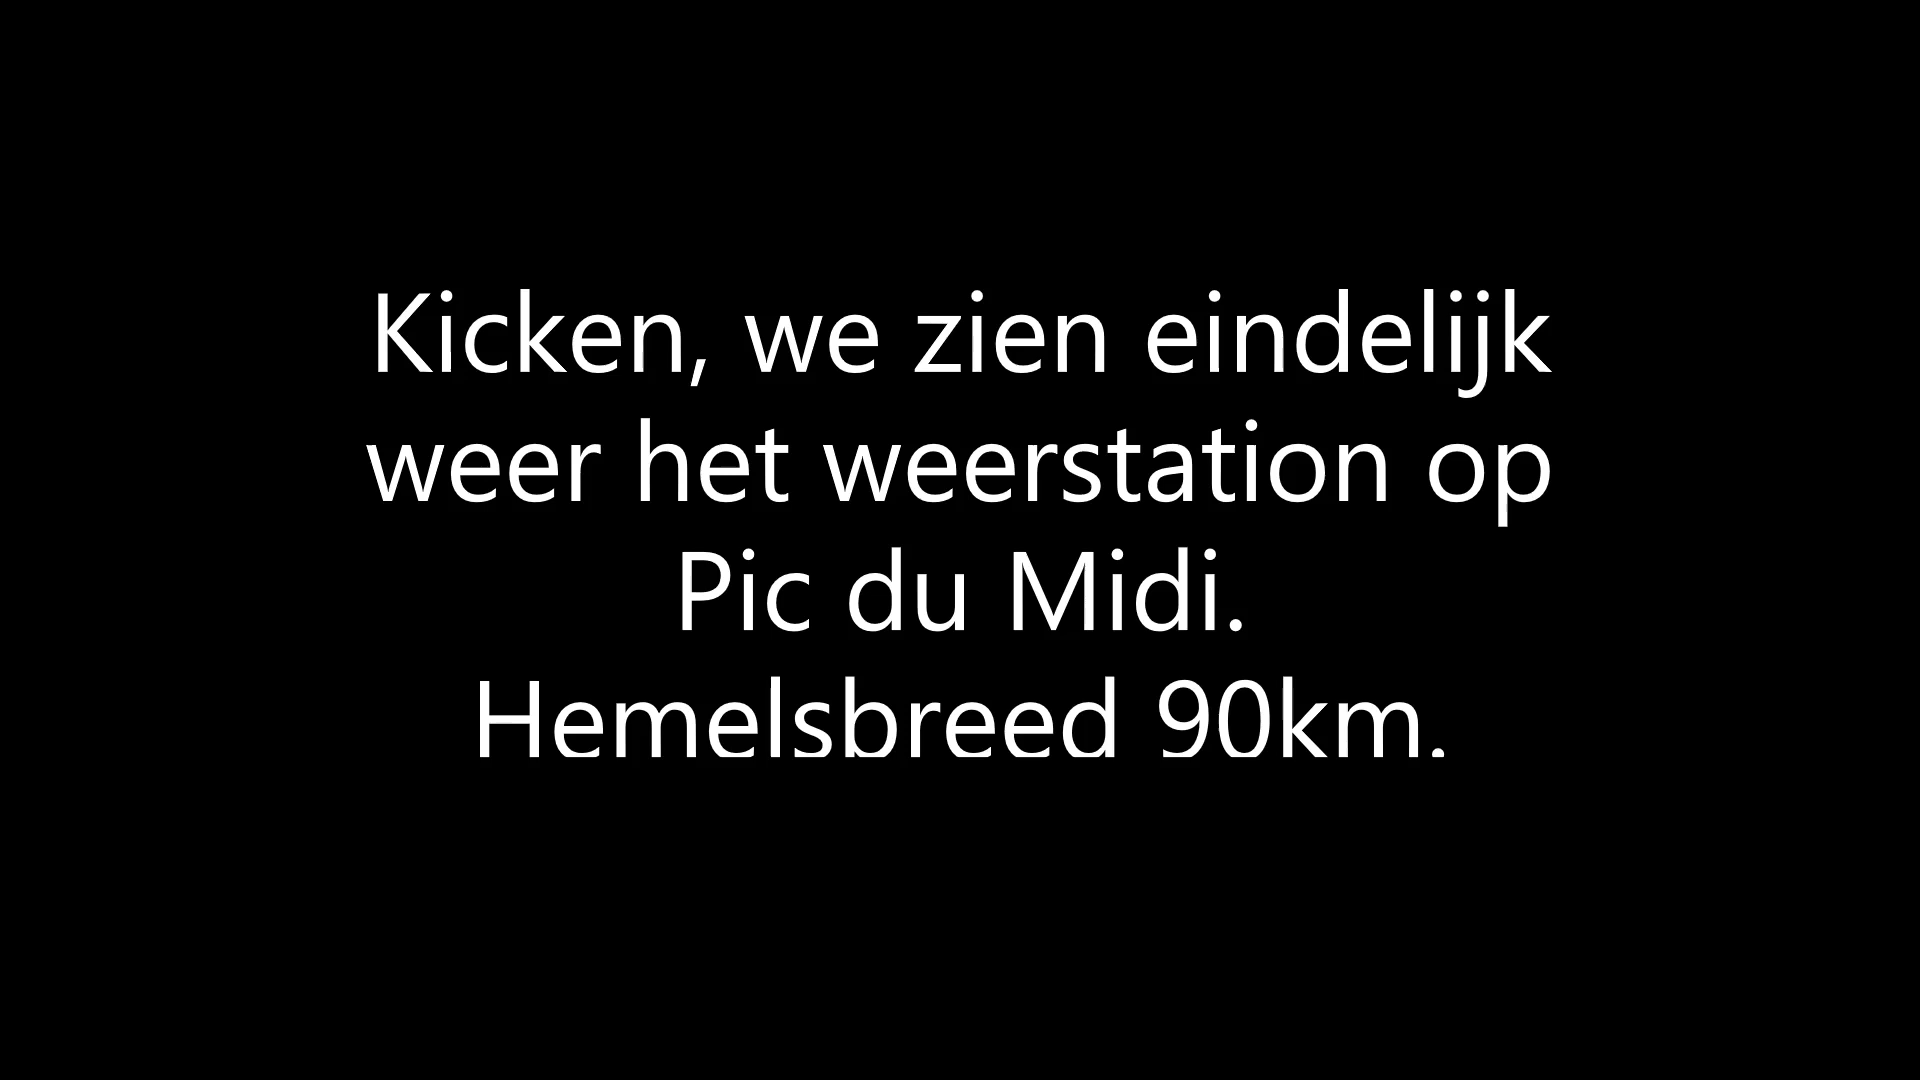 Kicken, we zien eindelijk
weer het weerstation op
Pic du Midi.
Hemelsbreed 90km.